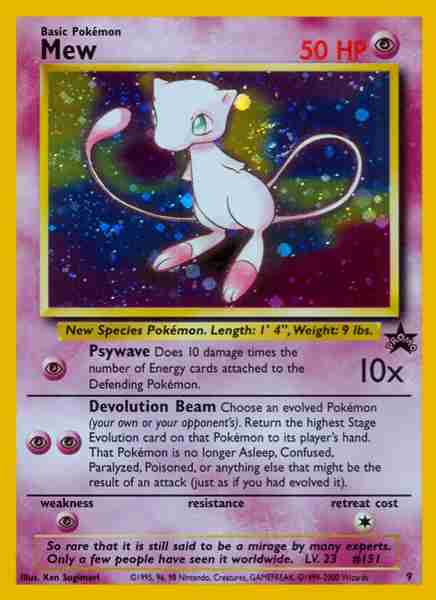 Basic Pokémon
Mew
50 HP
New Species Pokémon. Length: 1' 4", Weight: 9 lbs.
PROMO
Psywave Does 10 damage times the
number of Energy cards attached to the
Defending Pokémon.
10x
Devolution Beam Choose an evolved Pokémon
(your own or your opponent's). Return the highest Stage
Evolution card on that Pokémon to its player's hand.
That Pokémon is no longer Asleep, Confused,
Paralyzed, Poisoned, or anything else that might be the
result of an attack (just as if you had evolved it).
weakness
resistance
retreat cost
So rare that it is still said to be a mirage by many experts.
Only a few people have seen it worldwide. LV. 23 #151
Illus. Ken Sugimori
©1995, 96, 98 Nintendo, Creatures, GAMEFREAK. ©1999-2000 Wizards.
9